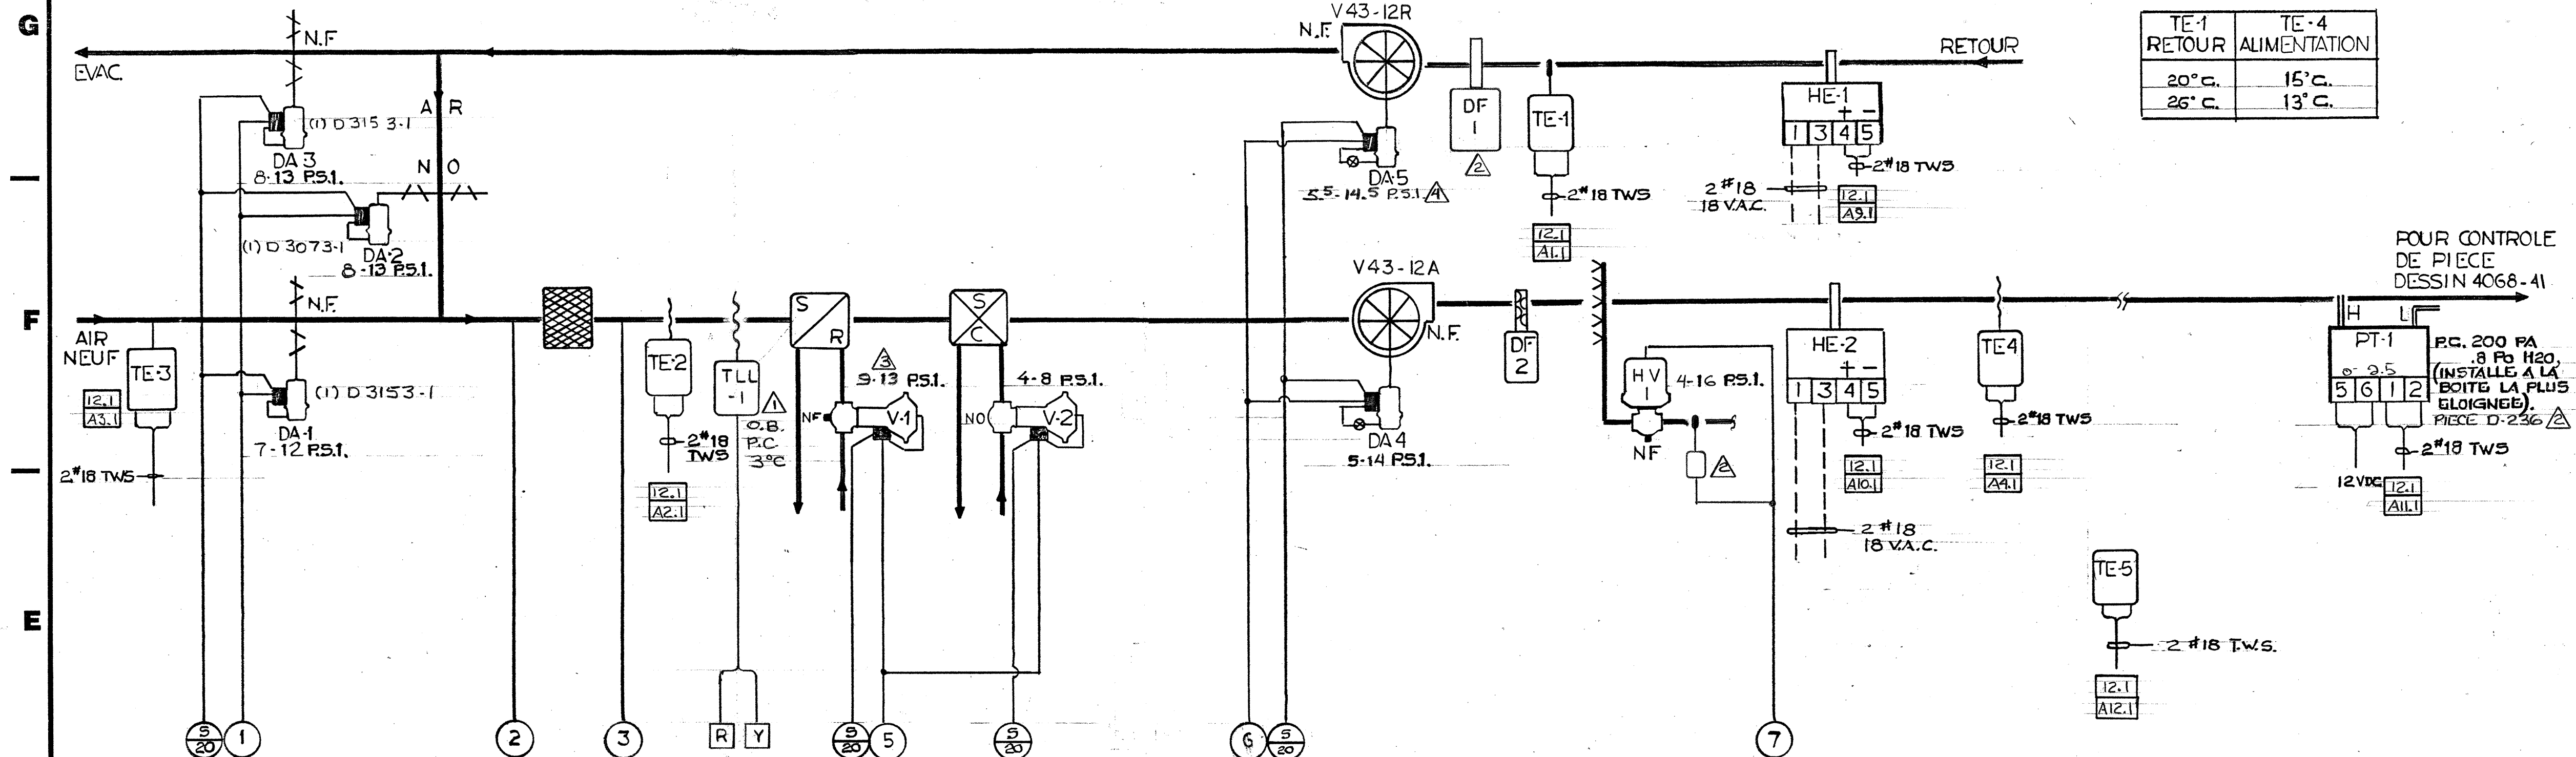 G
F
E
EVAC.
N.F
A R
N O
(1) D 3153-1
DA-3
8-13 P.S.I.
(1) D 3073-1
DA-2
8-13 P.S.I.
N.F.
AIR
NEUF
TE-3
12.1
A3.1
2#18 TWS
(1) D 3153-1
DA-1
7-12 P.S.I.
S
20
1
2
3
TE-2
2#18
TWS
12.1
A2.1
TLL
-1
1
O.B.
P.C
3°C
R
Y
S
R
3
9-13 P.S.I.
NF
V-1
S
20
5
S
C
4-8 P.S.I.
NO
V-2
S
20
V43-12R
N.F.
DA-5
5.5-14.5 P.S.I.
4
DF
1
2
TE-1
2#18 TWS
12.1
A1.1
RETOUR
HE-1
+ -
1 3 4 5
2#18 TWS
2#18
18 V.A.C.
12.1
A9.1
TE-1 TE-4
RETOUR ALIMENTATION
20°C. 15°C.
26°C. 13°C.
V43-12A
N.F.
DA4
5-14 P.S.I.
6
S
20
DF
2
HV
1
4-16 P.S.I.
NF
2
7
HE-2
+ -
1 3 4 5
2#18 TWS
12.1
A10.1
2#18
18 V.A.C.
TE4
2#18 TWS
12.1
A4.1
POUR CONTROLE
DE PIECE
DESSIN 4068-41
H L
PT-1
0-2.5
5 6 1 2
P.C. 200 PA
.8 PO H2O,
(INSTALLE A LA
BOITE LA PLUS
ELOIGNEE).
PIECE D-236
2
2#18 TWS
12VDC
12.1
A11.1
TE-5
2#18 T.W.S.
12.1
A12.1